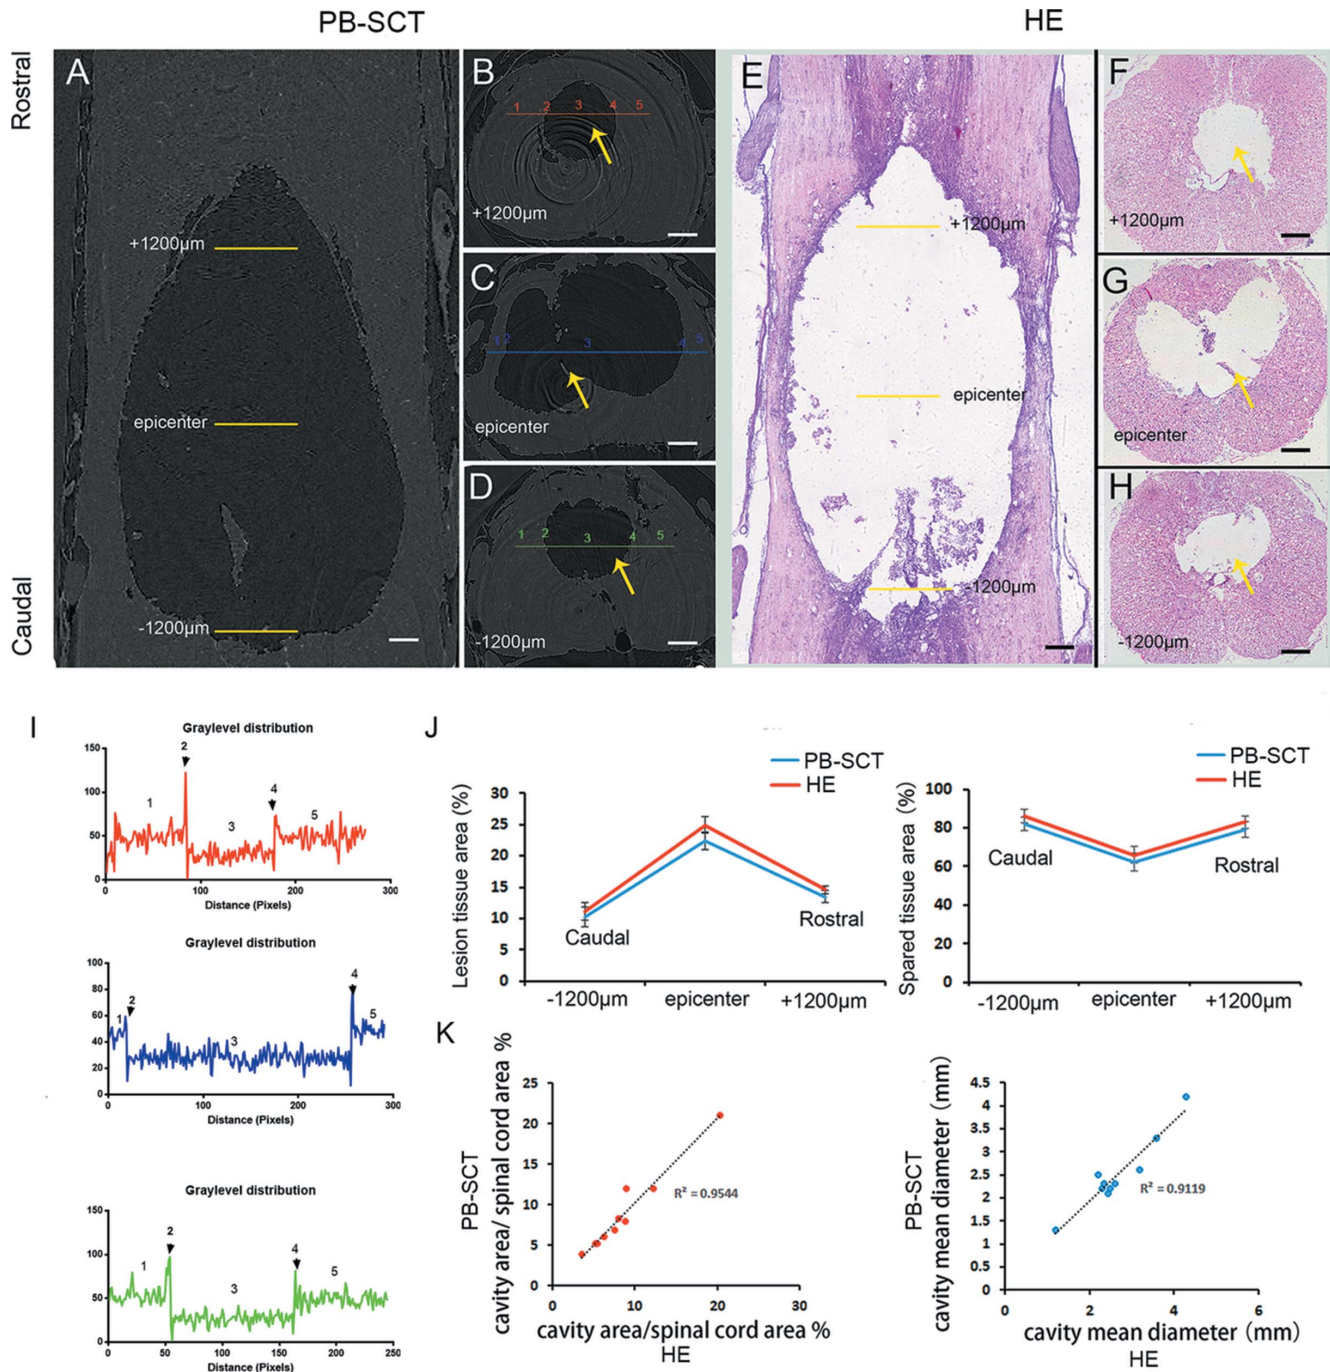 PB-SCT
HE
Rostral
Caudal
A
+1200µm
epicenter
-1200µm
B
1 2 3 4 5
+1200µm
C
1 2 3 4 5
epicenter
D
1 2 3 4 5
-1200µm
E
+1200µm
epicenter
-1200µm
F
+1200µm
G
epicenter
H
-1200µm
I
Graylevel distribution
150
100
50
0
1
2
3
4
5
0 100 200 300
Distance (Pixels)
Graylevel distribution
100
80
60
40
20
0
1
2
3
4
5
0 100 200 300
Distance (Pixels)
Graylevel distribution
150
100
50
0
1
2
3
4
5
0 50 100 150 200 250
Distance (Pixels)
J
PB-SCT
HE
Lesion tissue area (%)
30
25
20
15
10
5
0
Caudal
Rostral
-1200µm epicenter +1200µm
PB-SCT
HE
Spared tissue area (%)
100
80
60
40
20
0
Caudal
Rostral
-1200µm epicenter +1200µm
K
PB-SCT
cavity area/ spinal cord area %
25
20
15
10
5
0
R² = 0.9544
0 10 20 30
cavity area/spinal cord area %
HE
PB-SCT
cavity mean diameter (mm)
4.5
4
3.5
3
2.5
2
1.5
1
0.5
0
R² = 0.9119
0 2 4 6
cavity mean diameter (mm)
HE